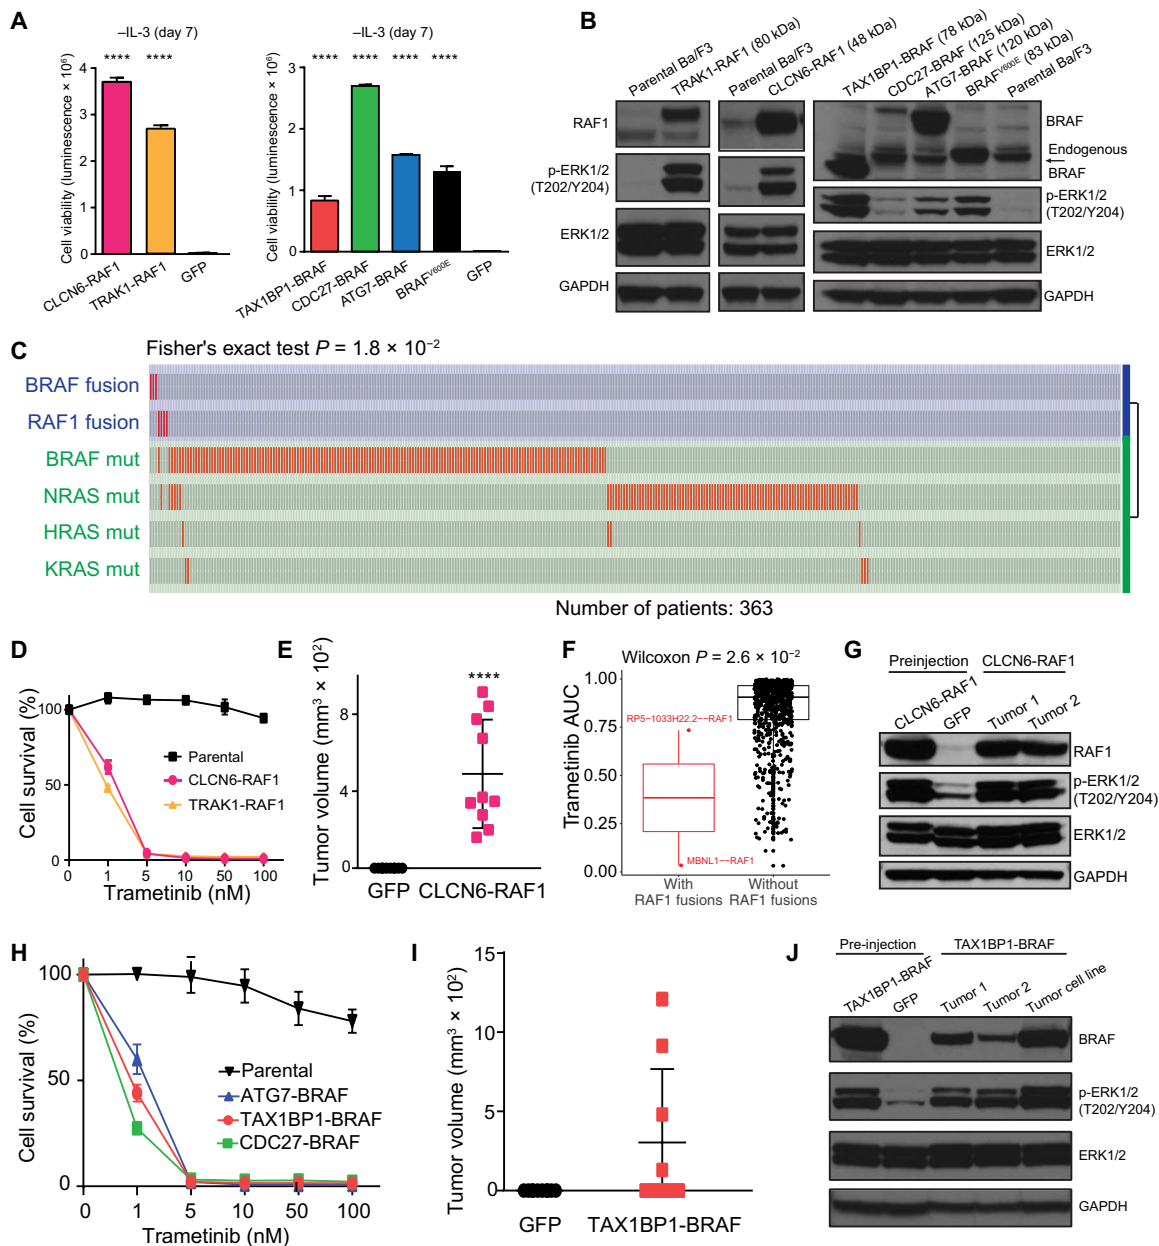 A
–IL-3 (day 7)
****
****
Cell viability (luminescence × 10⁶)
4
3
2
1
0
CLCN6-RAF1
TRAK1-RAF1
GFP
–IL-3 (day 7)
****
****
****
****
Cell viability (luminescence × 10⁶)
3
2
1
0
TAX1BP1-BRAF
CDC27-BRAF
ATG7-BRAF
BRAFⱽ⁶⁰⁰ᴱ
GFP
B
Parental Ba/F3
TRAK1-RAF1 (80 kDa)
Parental Ba/F3
CLCN6-RAF1 (48 kDa)
TAX1BP1-BRAF (78 kDa)
CDC27-BRAF (125 kDa)
ATG7-BRAF (120 kDa)
BRAFⱽ⁶⁰⁰ᴱ (83 kDa)
Parental Ba/F3
RAF1
p-ERK1/2
(T202/Y204)
ERK1/2
GAPDH
BRAF
Endogenous
BRAF
p-ERK1/2
(T202/Y204)
ERK1/2
GAPDH
C
Fisher's exact test P = 1.8 × 10⁻²
BRAF fusion
RAF1 fusion
BRAF mut
NRAS mut
HRAS mut
KRAS mut
Number of patients: 363
D
Cell survival (%)
100
50
0
Parental
CLCN6-RAF1
TRAK1-RAF1
0 1 5 10 50 100
Trametinib (nM)
E
Tumor volume (mm³ × 10²)
8
4
0
****
GFP CLCN6-RAF1
F
Wilcoxon P = 2.6 × 10⁻²
Trametinib AUC
1.00
0.75
0.50
0.25
0.00
RP5−1033H22.2−−RAF1
MBNL1−−RAF1
With
RAF1 fusions
Without
RAF1 fusions
G
Preinjection
CLCN6-RAF1
CLCN6-RAF1
GFP
Tumor 1
Tumor 2
RAF1
p-ERK1/2
(T202/Y204)
ERK1/2
GAPDH
H
Cell survival (%)
100
50
0
Parental
ATG7-BRAF
TAX1BP1-BRAF
CDC27-BRAF
0 1 5 10 50 100
Trametinib (nM)
I
Tumor volume (mm³ × 10²)
15
10
5
0
GFP TAX1BP1-BRAF
J
Pre-injection
TAX1BP1-BRAF
TAX1BP1-BRAF
GFP
Tumor 1
Tumor 2
Tumor cell line
BRAF
p-ERK1/2
(T202/Y204)
ERK1/2
GAPDH